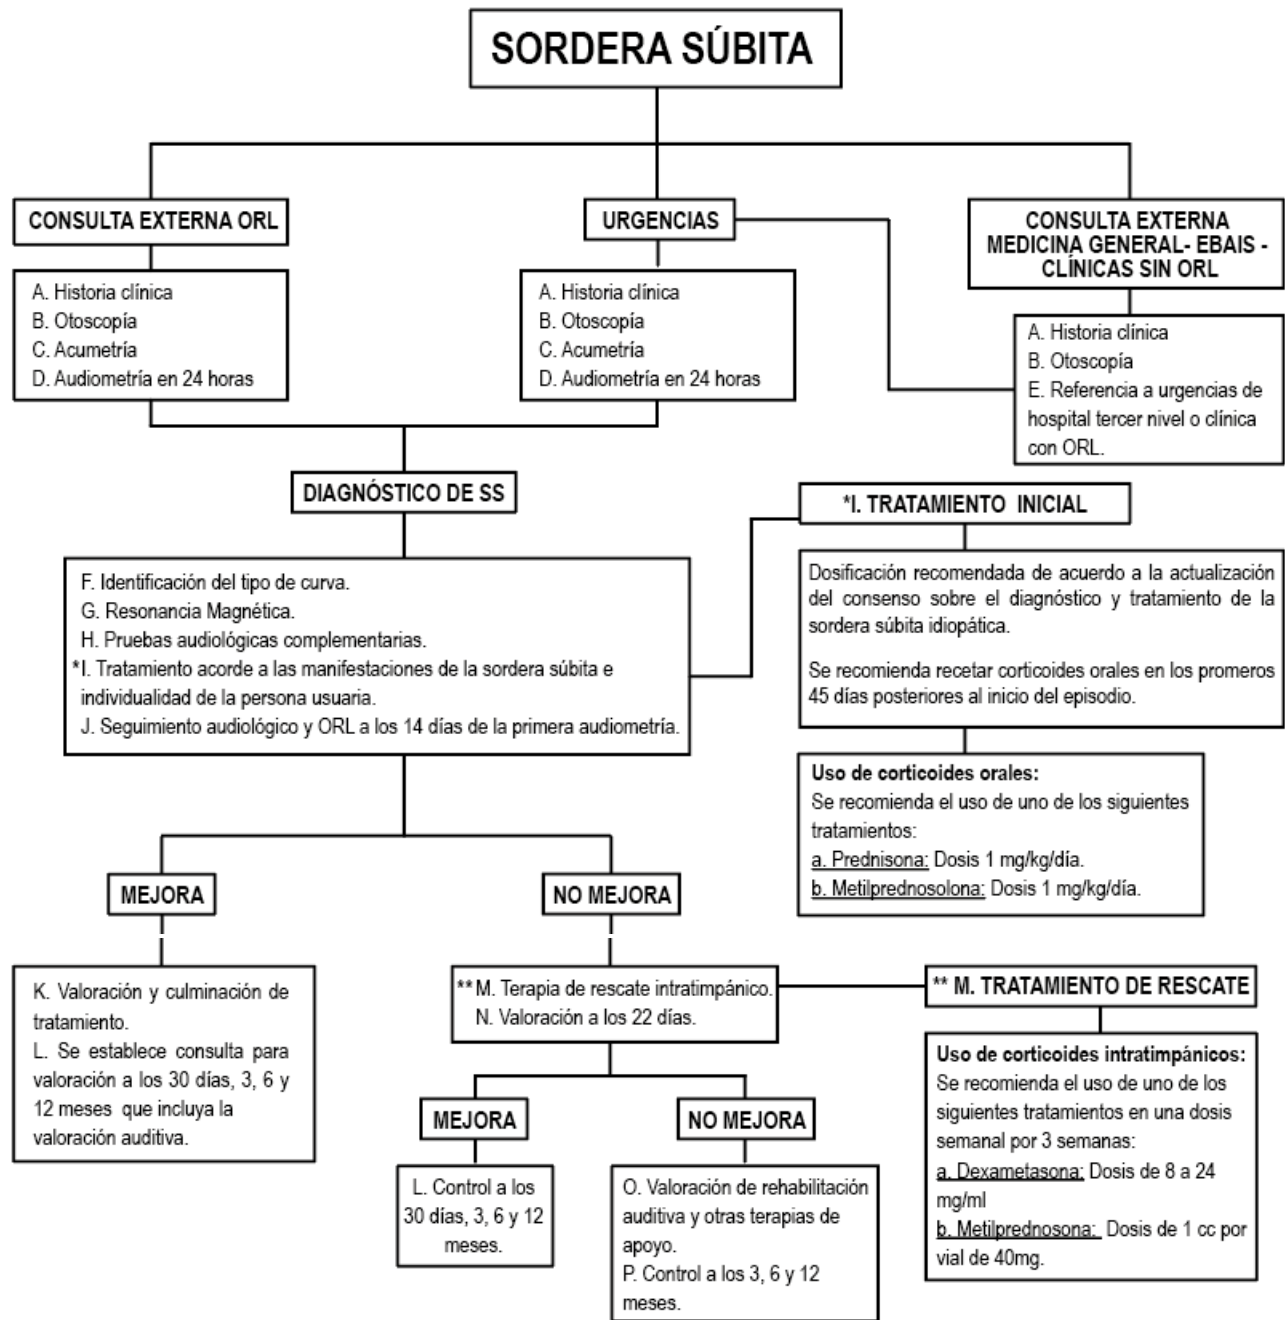 SORDERA SÚBITA
CONSULTA EXTERNA ORL
A. Historia clínica
B. Otoscopía
C. Acumetría
D. Audiometría en 24 horas
URGENCIAS
A. Historia clínica
B. Otoscopía
C. Acumetría
D. Audiometría en 24 horas
CONSULTA EXTERNA
MEDICINA GENERAL- EBAIS -
CLÍNICAS SIN ORL
A. Historia clínica
B. Otoscopía
E. Referencia a urgencias de
hospital tercer nivel o clínica
con ORL.
DIAGNÓSTICO DE SS
F. Identificación del tipo de curva.
G. Resonancia Magnética.
H. Pruebas audiológicas complementarias.
*I. Tratamiento acorde a las manifestaciones de la sordera súbita e
individualidad de la persona usuaria.
J. Seguimiento audiológico y ORL a los 14 días de la primera audiometría.
*I. TRATAMIENTO INICIAL
Dosificación recomendada de acuerdo a la actualización
del consenso sobre el diagnóstico y tratamiento de la
sordera súbita idiopática.
Se recomienda recetar corticoides orales en los promeros
45 días posteriores al inicio del episodio.
Uso de corticoides orales:
Se recomienda el uso de uno de los siguientes
tratamientos:
a. Prednisona: Dosis 1 mg/kg/día.
b. Metilprednosolona: Dosis 1 mg/kg/día.
MEJORA
K. Valoración y culminación de
tratamiento.
L. Se establece consulta para
valoración a los 30 días, 3, 6 y
12 meses que incluya la
valoración auditiva.
NO MEJORA
** M. Terapia de rescate intratimpánico.
N. Valoración a los 22 días.
** M. TRATAMIENTO DE RESCATE
Uso de corticoides intratimpánicos:
Se recomienda el uso de uno de los
siguientes tratamientos en una dosis
semanal por 3 semanas:
a. Dexametasona: Dosis de 8 a 24
mg/ml
b. Metilprednosona: Dosis de 1 cc por
vial de 40mg.
MEJORA
L. Control a los
30 días, 3, 6 y 12
meses.
NO MEJORA
O. Valoración de rehabilitación
auditiva y otras terapias de
apoyo.
P. Control a los 3, 6 y 12
meses.